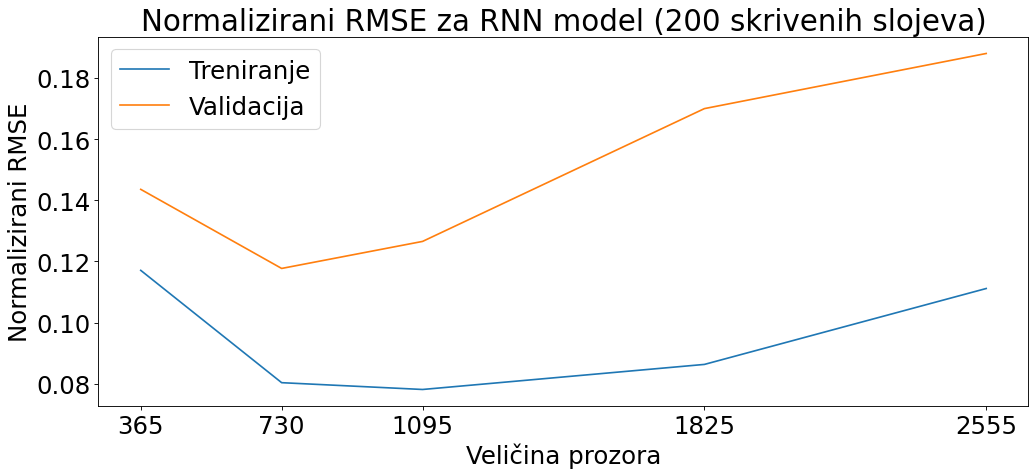 Normalizirani RMSE za RNN model (200 skrivenih slojeva)
Treniranje
Validacija
Normalizirani RMSE
0.18
0.16
0.14
0.12
0.10
0.08
365 730 1095 1825 2555
Veličina prozora